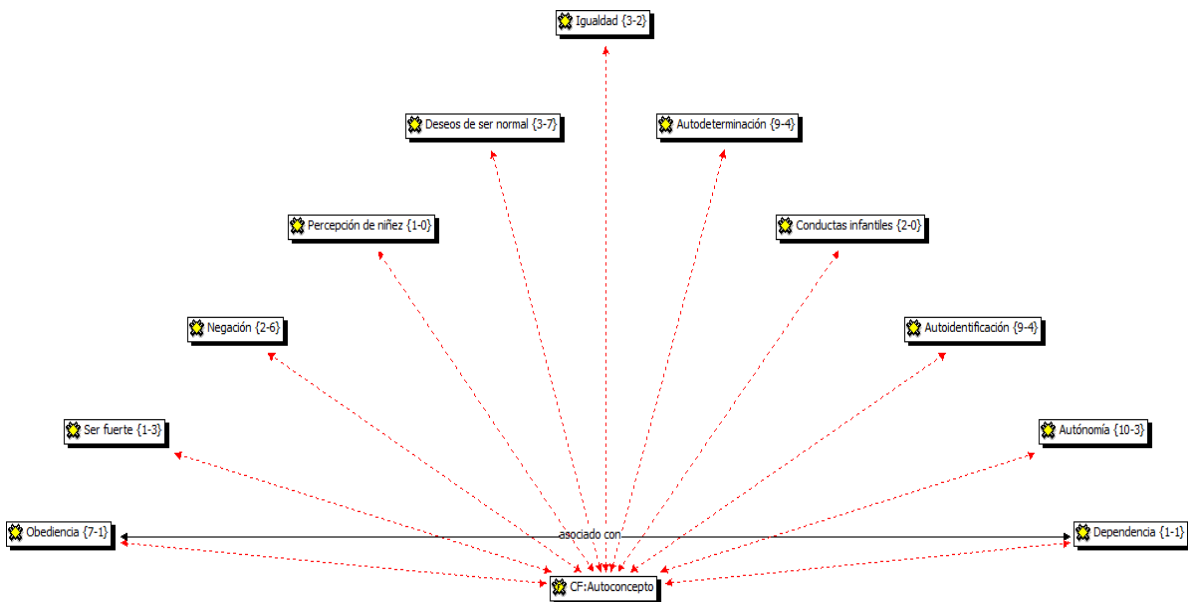 Igualdad {3-2}
Deseos de ser normal {3-7}
Autodeterminación {9-4}
Percepción de niñez {1-0}
Conductas infantiles {2-0}
Negación {2-6}
Autoidentificación {9-4}
Ser fuerte {1-3}
Autónomía {10-3}
Obediencia {7-1}
asociado con
Dependencia {1-1}
CF:Autoconcepto